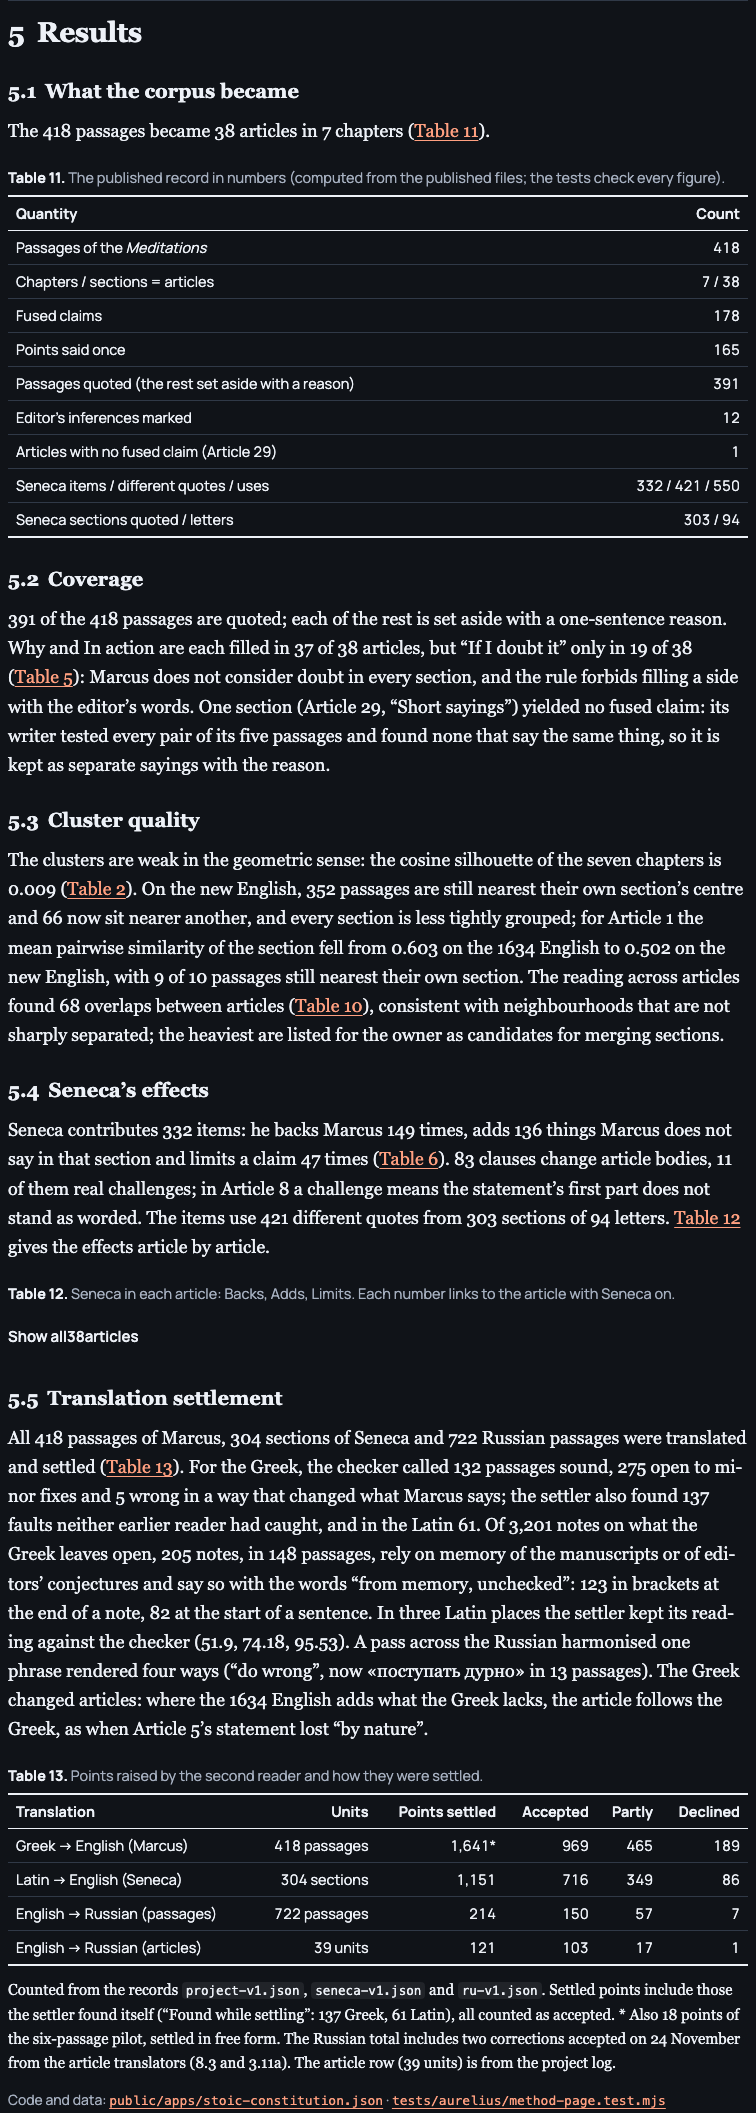 5 Results
5.1 What the corpus became
The 418 passages became 38 articles in 7 chapters (Table 11).
Table 11. The published record in numbers (computed from the published files; the tests check every figure).
Quantity Count
Passages of the Meditations 418
Chapters / sections = articles 7 / 38
Fused claims 178
Points said once 165
Passages quoted (the rest set aside with a reason) 391
Editor's inferences marked 12
Articles with no fused claim (Article 29) 1
Seneca items / different quotes / uses 332 / 421 / 550
Seneca sections quoted / letters 303 / 94
5.2 Coverage
391 of the 418 passages are quoted; each of the rest is set aside with a one-sentence reason.
Why and In action are each filled in 37 of 38 articles, but “If I doubt it” only in 19 of 38
(Table 5): Marcus does not consider doubt in every section, and the rule forbids filling a side
with the editor’s words. One section (Article 29, “Short sayings”) yielded no fused claim: its
writer tested every pair of its five passages and found none that say the same thing, so it is
kept as separate sayings with the reason.
5.3 Cluster quality
The clusters are weak in the geometric sense: the cosine silhouette of the seven chapters is
0.009 (Table 2). On the new English, 352 passages are still nearest their own section’s centre
and 66 now sit nearer another, and every section is less tightly grouped; for Article 1 the
mean pairwise similarity of the section fell from 0.603 on the 1634 English to 0.502 on the
new English, with 9 of 10 passages still nearest their own section. The reading across articles
found 68 overlaps between articles (Table 10), consistent with neighbourhoods that are not
sharply separated; the heaviest are listed for the owner as candidates for merging sections.
5.4 Seneca’s effects
Seneca contributes 332 items: he backs Marcus 149 times, adds 136 things Marcus does not
say in that section and limits a claim 47 times (Table 6). 83 clauses change article bodies, 11
of them real challenges; in Article 8 a challenge means the statement’s first part does not
stand as worded. The items use 421 different quotes from 303 sections of 94 letters. Table 12
gives the effects article by article.
Table 12. Seneca in each article: Backs, Adds, Limits. Each number links to the article with Seneca on.
Show all38articles
5.5 Translation settlement
All 418 passages of Marcus, 304 sections of Seneca and 722 Russian passages were translated
and settled (Table 13). For the Greek, the checker called 132 passages sound, 275 open to mi-
nor fixes and 5 wrong in a way that changed what Marcus says; the settler also found 137
faults neither earlier reader had caught, and in the Latin 61. Of 3,201 notes on what the
Greek leaves open, 205 notes, in 148 passages, rely on memory of the manuscripts or of edi-
tors’ conjectures and say so with the words “from memory, unchecked”: 123 in brackets at
the end of a note, 82 at the start of a sentence. In three Latin places the settler kept its read-
ing against the checker (51.9, 74.18, 95.53). A pass across the Russian harmonised one
phrase rendered four ways (“do wrong”, now «поступать дурно» in 13 passages). The Greek
changed articles: where the 1634 English adds what the Greek lacks, the article follows the
Greek, as when Article 5’s statement lost “by nature”.
Table 13. Points raised by the second reader and how they were settled.
Translation Units Points settled Accepted Partly Declined
Greek → English (Marcus) 418 passages 1,641* 969 465 189
Latin → English (Seneca) 304 sections 1,151 716 349 86
English → Russian (passages) 722 passages 214 150 57 7
English → Russian (articles) 39 units 121 103 17 1
Counted from the records project-v1.json, seneca-v1.json and ru-v1.json. Settled points include those
the settler found itself (“Found while settling”: 137 Greek, 61 Latin), all counted as accepted. * Also 18 points of
the six-passage pilot, settled in free form. The Russian total includes two corrections accepted on 24 November
from the article translators (8.3 and 3.11a). The article row (39 units) is from the project log.
Code and data: public/apps/stoic-constitution.json · tests/aurelius/method-page.test.mjs